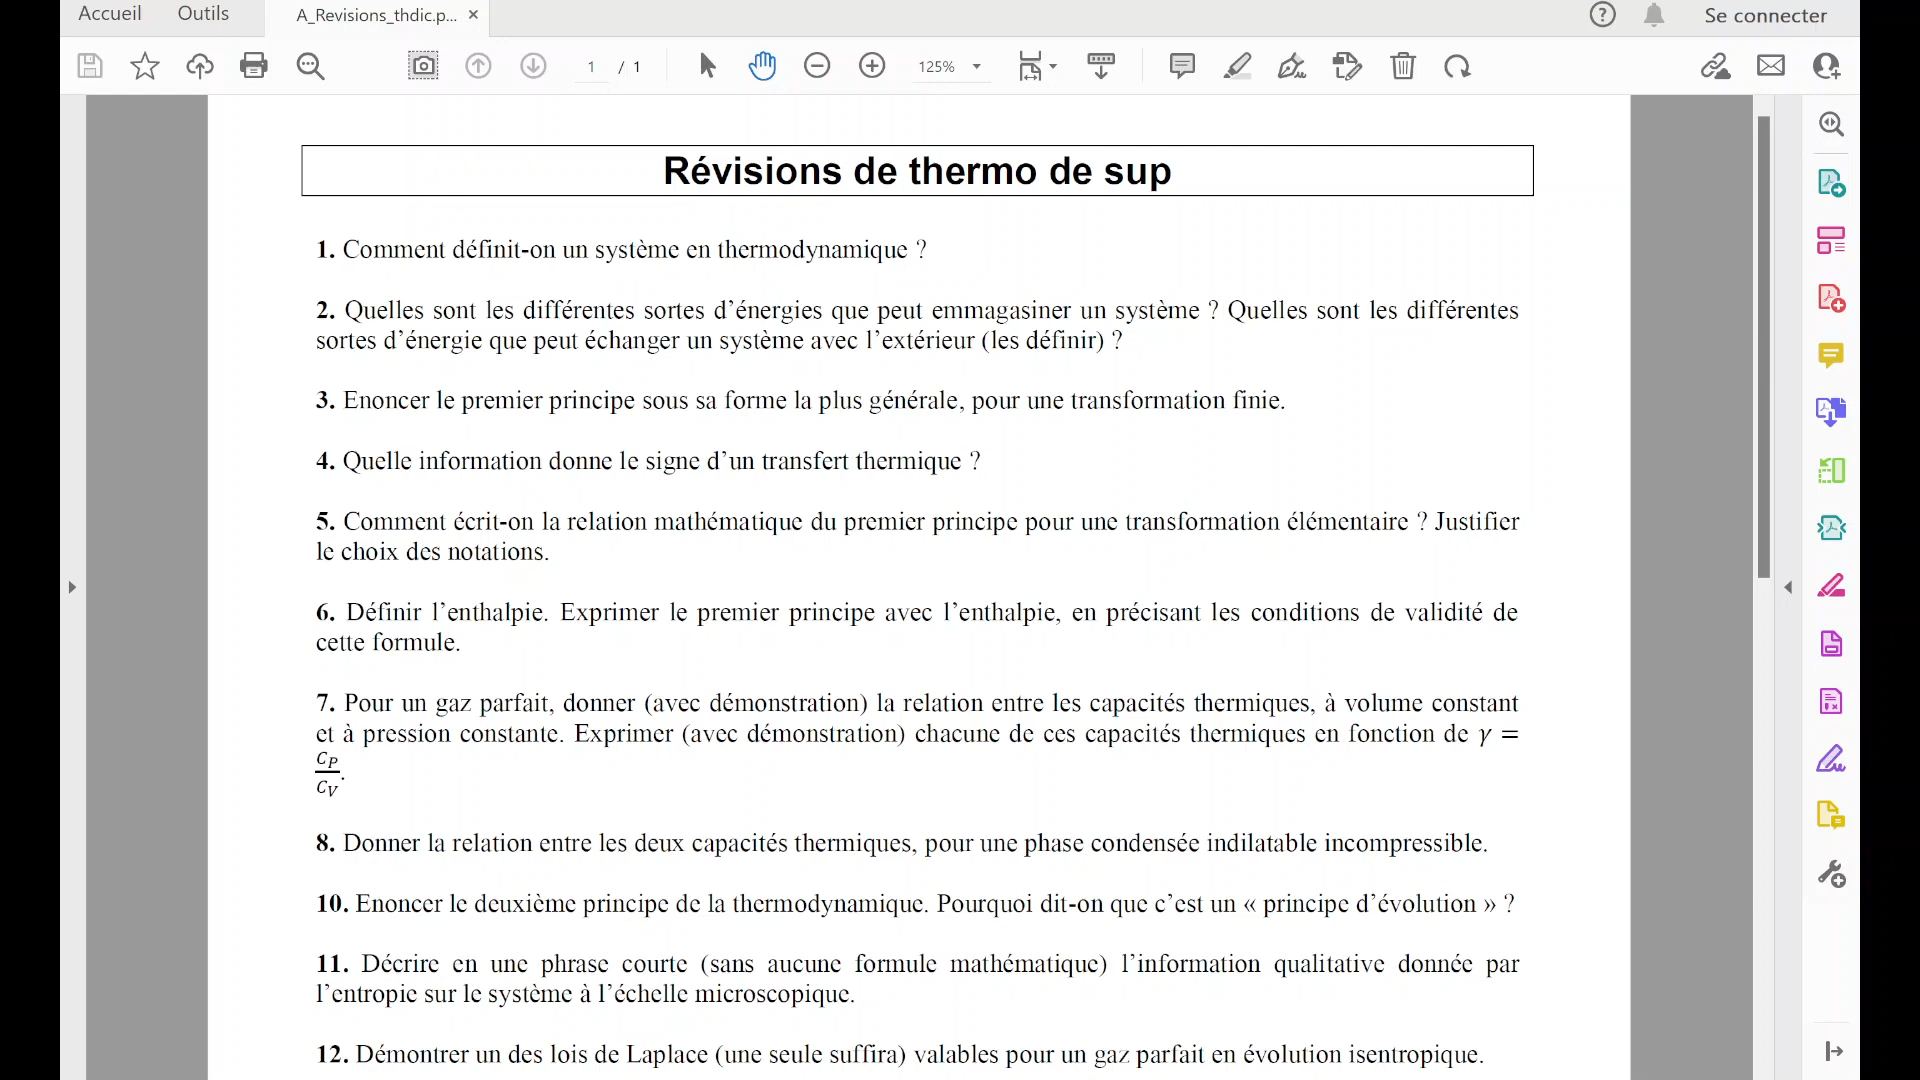 Accueil Outils A_Revisions_thdic.p... × Se connecter
1 / 1 125%
Révisions de thermo de sup
1. Comment définit-on un système en thermodynamique ?
2. Quelles sont les différentes sortes d’énergies que peut emmagasiner un système ? Quelles sont les différentes
sortes d’énergie que peut échanger un système avec l’extérieur (les définir) ?
3. Enoncer le premier principe sous sa forme la plus générale, pour une transformation finie.
4. Quelle information donne le signe d’un transfert thermique ?
5. Comment écrit-on la relation mathématique du premier principe pour une transformation élémentaire ? Justifier
le choix des notations.
6. Définir l’enthalpie. Exprimer le premier principe avec l’enthalpie, en précisant les conditions de validité de
cette formule.
7. Pour un gaz parfait, donner (avec démonstration) la relation entre les capacités thermiques, à volume constant
et à pression constante. Exprimer (avec démonstration) chacune de ces capacités thermiques en fonction de γ =
C_P
C_V.
8. Donner la relation entre les deux capacités thermiques, pour une phase condensée indilatable incompressible.
10. Enoncer le deuxième principe de la thermodynamique. Pourquoi dit-on que c’est un « principe d’évolution » ?
11. Décrire en une phrase courte (sans aucune formule mathématique) l’information qualitative donnée par
l’entropie sur le système à l’échelle microscopique.
12. Démontrer un des lois de Laplace (une seule suffira) valables pour un gaz parfait en évolution isentropique.